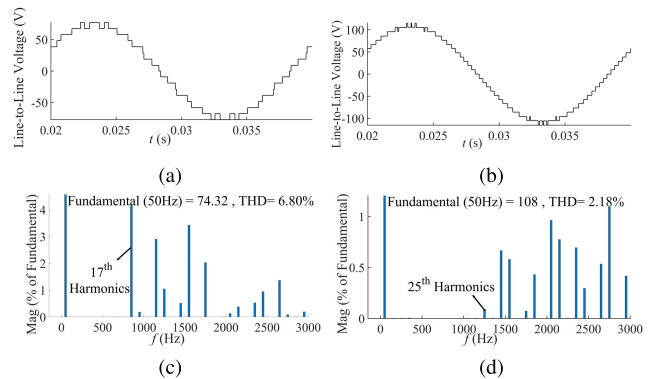 (a)
(b)
Line-to-Line Voltage (V)
50
0
-50
0.02
0.025
0.03
0.035
t (s)
Line-to-Line Voltage (V)
100
50
0
-50
-100
0.02
0.025
0.03
0.035
t (s)
(a)
(b)
(c)
(d)
Mag (% of Fundamental)
4
3
2
1
0
Fundamental (50Hz) = 74.32 , THD= 6.80%
17th
Harmonics
0
500
1000
1500
2000
2500
3000
f (Hz)
Mag (% of Fundamental)
1
0.5
0
Fundamental (50Hz) = 108 , THD= 2.18%
25th Harmonics
0
500
1000
1500
2000
2500
3000
f (Hz)
(c)
(d)